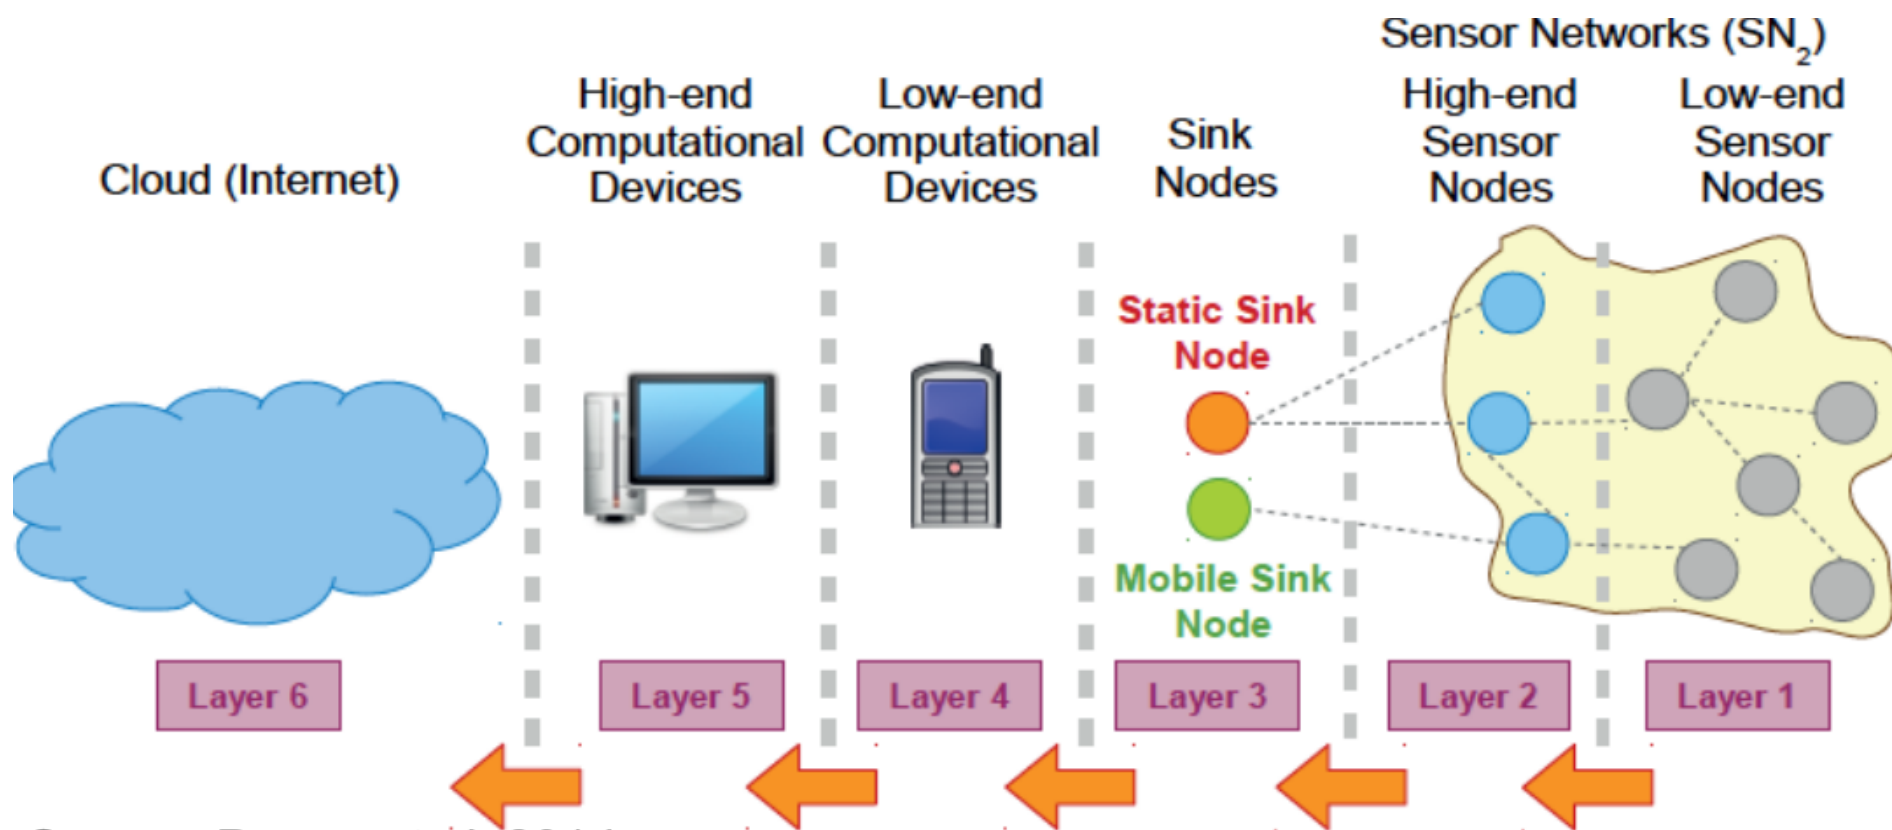 Sensor Networks (SN₂)
Cloud (Internet)
High-end
Computational
Devices
Low-end
Computational
Devices
Sink
Nodes
High-end
Sensor
Nodes
Low-end
Sensor
Nodes
Static Sink
Node
Mobile Sink
Node
Layer 6
Layer 5
Layer 4
Layer 3
Layer 2
Layer 1